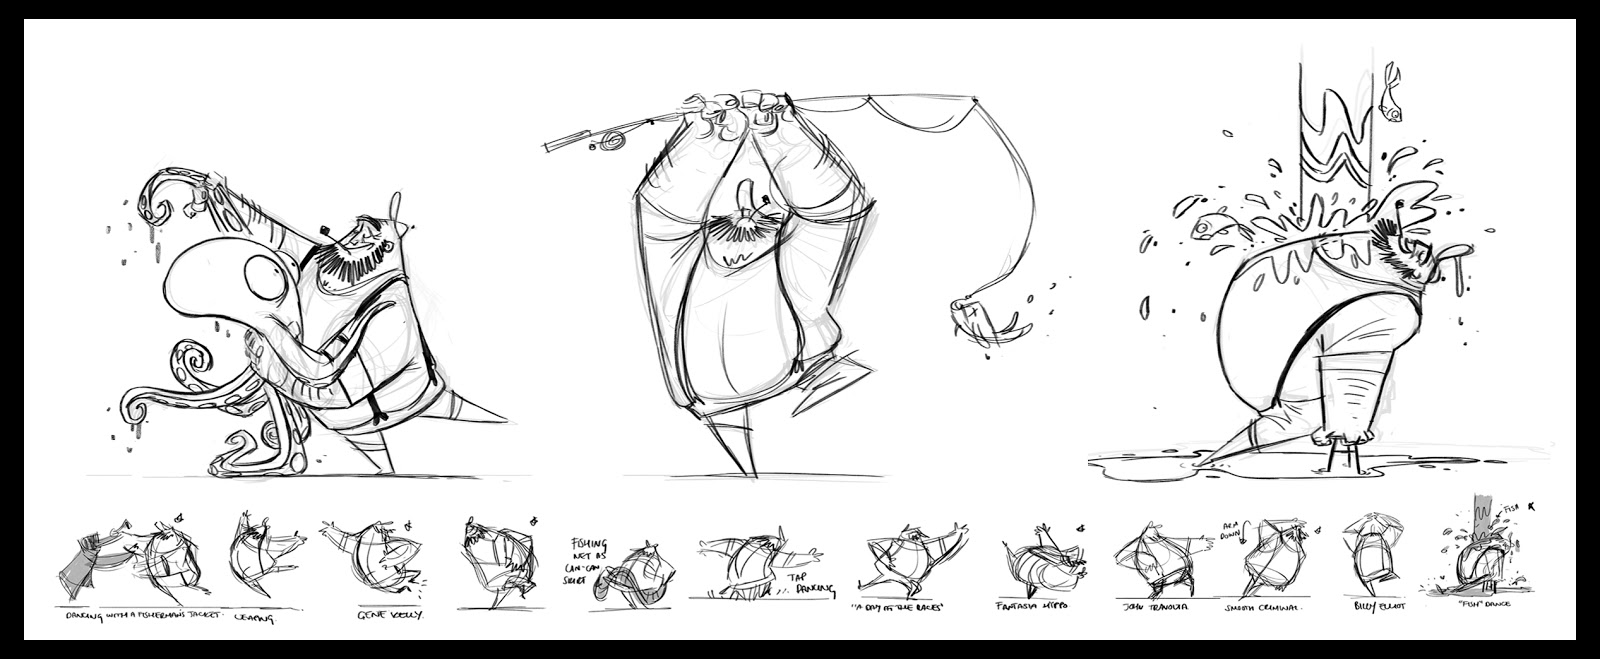 DANCING WITH A FISHERMAN'S JACKET.
LEAPING.
GENE KELLY.
FISHING
NET AS
CAN-CAN
SKIRT
TAP
DANCING
"A DAY AT THE RACES"
FANTASIA HIPPO
JOHN TRAVOLTA
ARM
DOWN
SMOOTH CRIMINAL.
BILLY ELLIOT
FISH
"FISH" DANCE